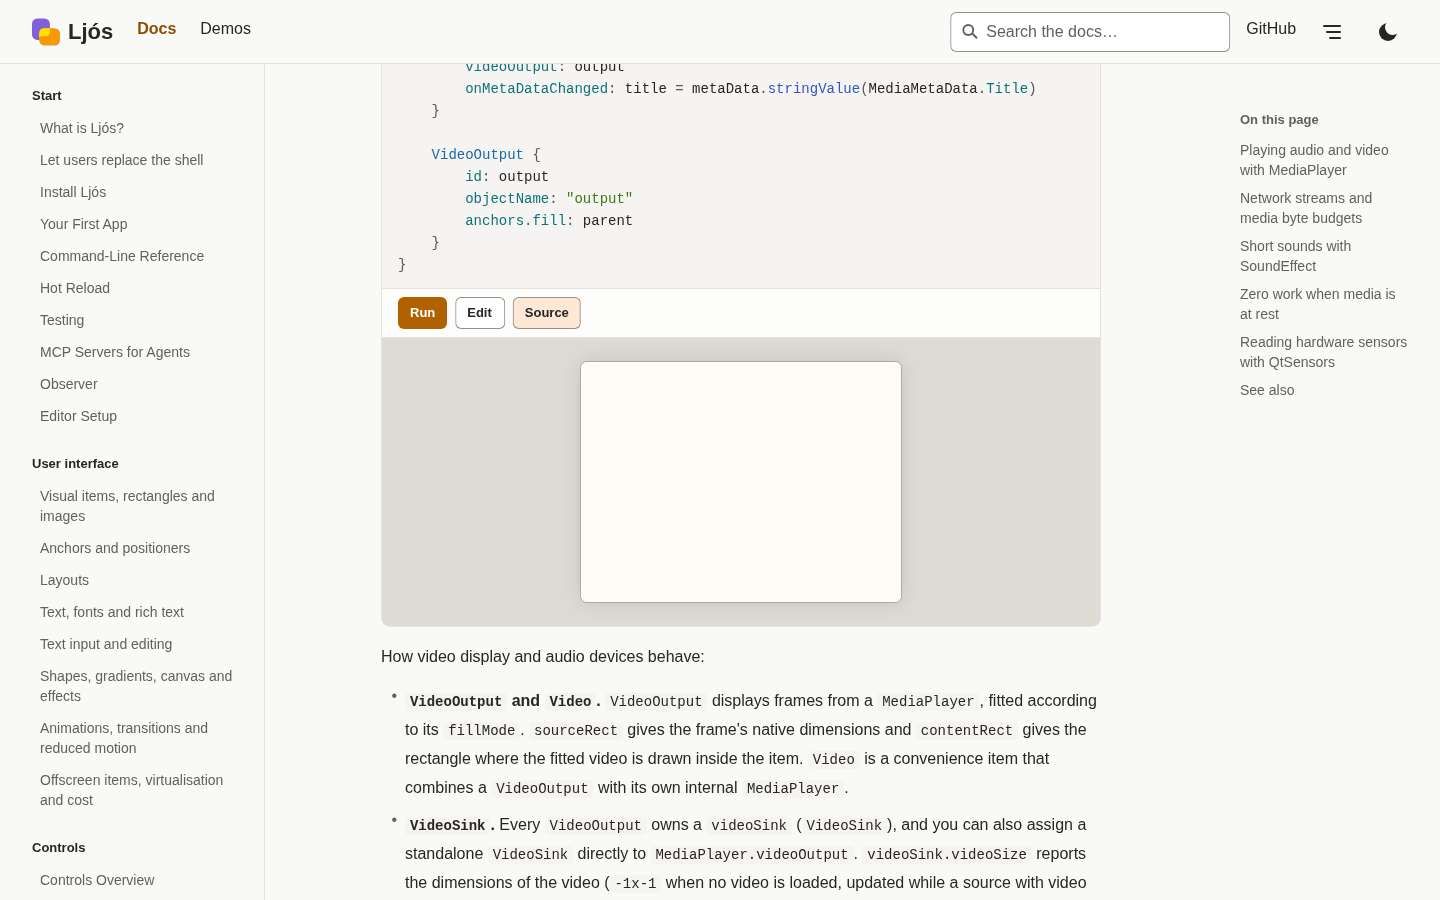 Ljós
Docs
Demos
Search the docs…
GitHub
Start
What is Ljós?
Let users replace the shell
Install Ljós
Your First App
Command-Line Reference
Hot Reload
Testing
MCP Servers for Agents
Observer
Editor Setup
User interface
Visual items, rectangles and
images
Anchors and positioners
Layouts
Text, fonts and rich text
Text input and editing
Shapes, gradients, canvas and
effects
Animations, transitions and
reduced motion
Offscreen items, virtualisation
and cost
Controls
Controls Overview
videoOutput: output
onMetaDataChanged: title = metaData.stringValue(MediaMetaData.Title)
}
VideoOutput {
id: output
objectName: "output"
anchors.fill: parent
}
}
Run
Edit
Source
How video display and audio devices behave:
• VideoOutput and Video. VideoOutput displays frames from a MediaPlayer, fitted according
to its fillMode. sourceRect gives the frame's native dimensions and contentRect gives the
rectangle where the fitted video is drawn inside the item. Video is a convenience item that
combines a VideoOutput with its own internal MediaPlayer.
• VideoSink. Every VideoOutput owns a videoSink (VideoSink), and you can also assign a
standalone VideoSink directly to MediaPlayer.videoOutput. videoSink.videoSize reports
the dimensions of the video (-1x-1 when no video is loaded, updated while a source with video
On this page
Playing audio and video
with MediaPlayer
Network streams and
media byte budgets
Short sounds with
SoundEffect
Zero work when media is
at rest
Reading hardware sensors
with QtSensors
See also